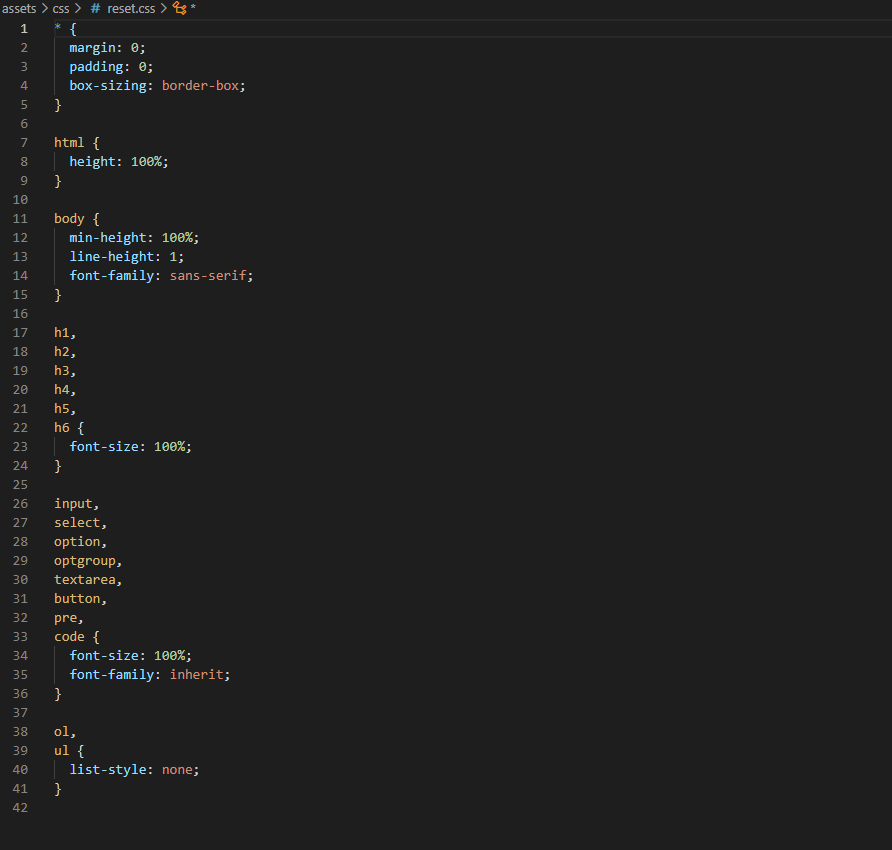 assets > css > # reset.css > *
1 * {
2 margin: 0;
3 padding: 0;
4 box-sizing: border-box;
5 }
6
7 html {
8 height: 100%;
9 }
10
11 body {
12 min-height: 100%;
13 line-height: 1;
14 font-family: sans-serif;
15 }
16
17 h1,
18 h2,
19 h3,
20 h4,
21 h5,
22 h6 {
23 font-size: 100%;
24 }
25
26 input,
27 select,
28 option,
29 optgroup,
30 textarea,
31 button,
32 pre,
33 code {
34 font-size: 100%;
35 font-family: inherit;
36 }
37
38 ol,
39 ul {
40 list-style: none;
41 }
42